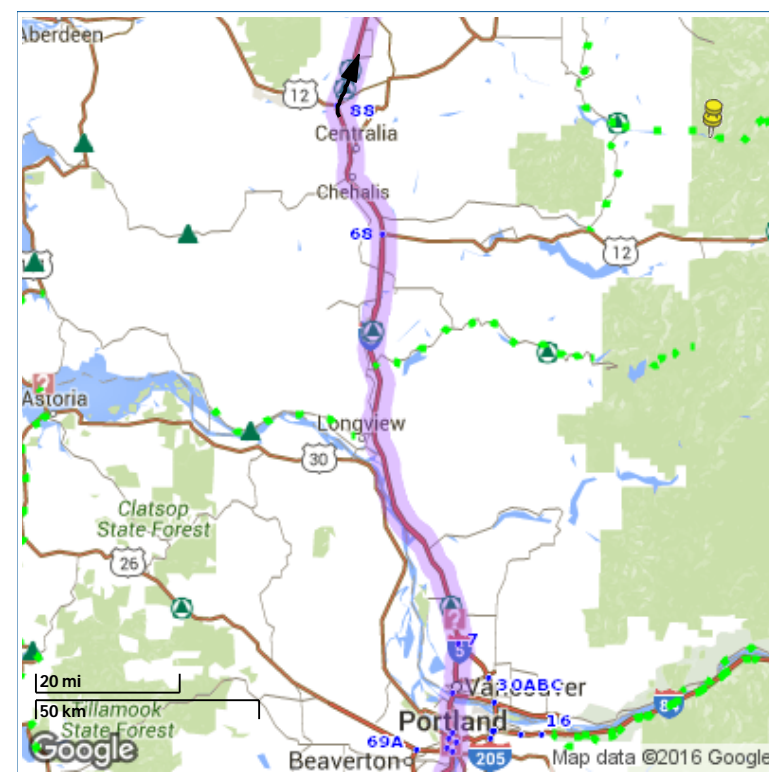 Aberdeen
12
88
Centralia
Chehalis
68
12
Astoria
?
Longview
30
Clatsop
State Forest
26
?
7
5
20 mi
50 km
Vancouver
30ABC
8
Tillamook
State Forest
Portland
16
69A
205
Beaverton
Google
Map data ©2016 Google